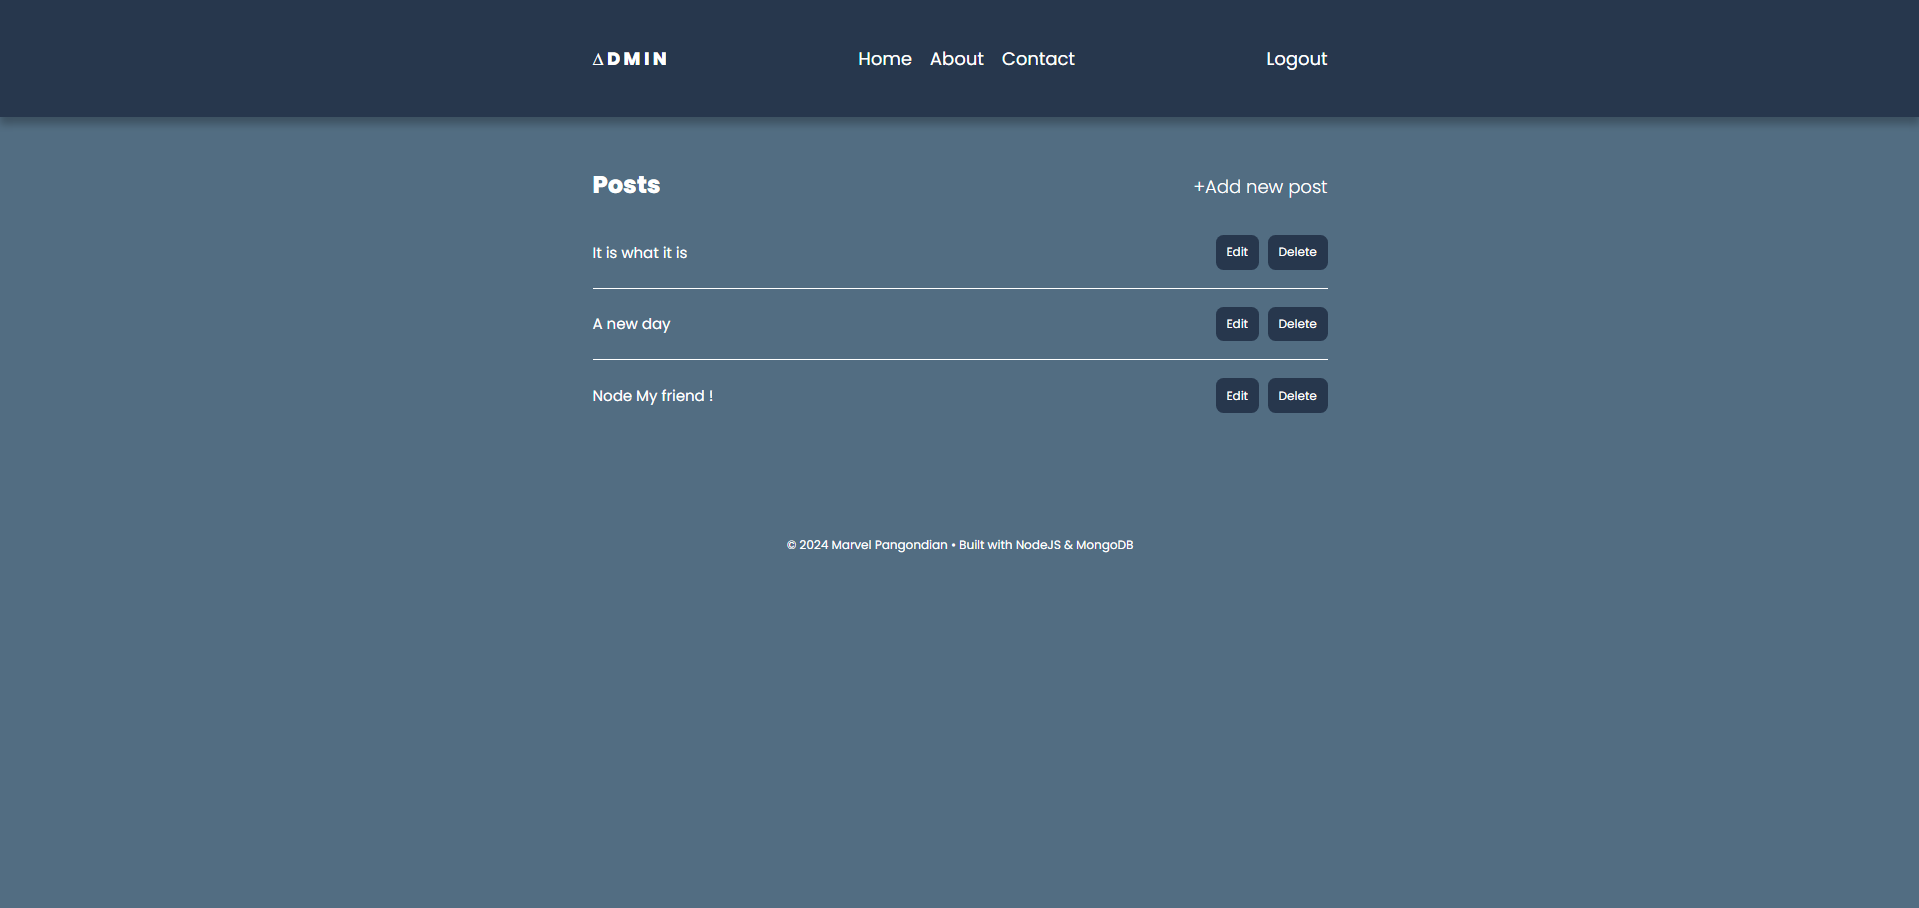 ∆DMIN
Home About Contact
Logout
Posts
+Add new post
It is what it is
Edit Delete
A new day
Edit Delete
Node My friend !
Edit Delete
© 2024 Marvel Pangondian • Built with NodeJS & MongoDB